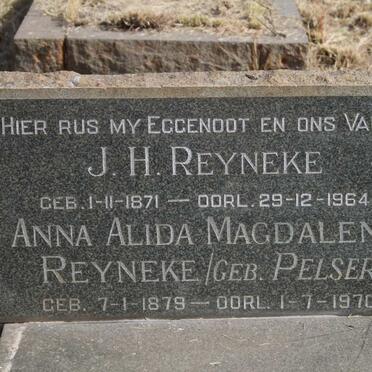 HIER RUS MY EGGENOOT EN ONS VA
J. H. REYNEKE
GEB. 1-11-1871 — OORL. 29-12-1964
ANNA ALIDA MAGDALEN
REYNEKE /GEB. PELSER
GEB. 7-1-1879 — OORL. 1-7-1970